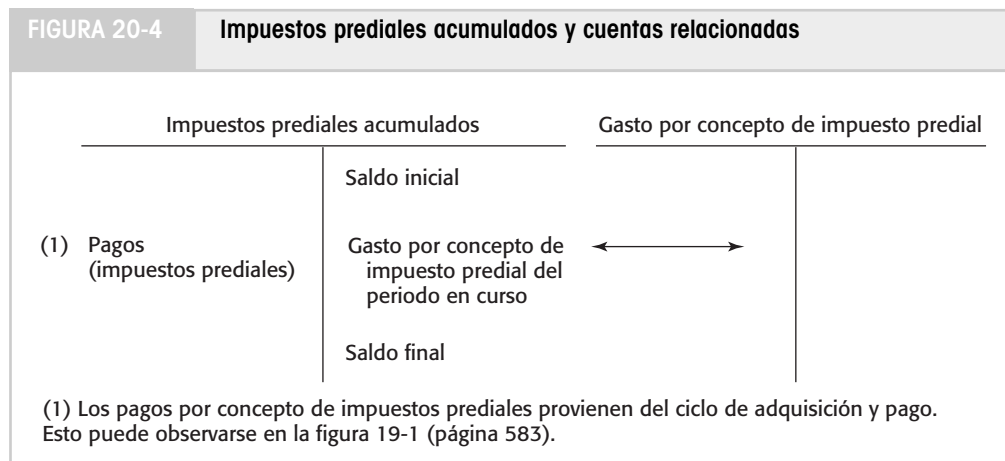 FIGURA 20-4
Impuestos prediales acumulados y cuentas relacionadas
Impuestos prediales acumulados
Gasto por concepto de impuesto predial
Saldo inicial
(1) Pagos
(impuestos prediales)
Gasto por concepto de
impuesto predial del
periodo en curso
Saldo final
(1) Los pagos por concepto de impuestos prediales provienen del ciclo de adquisición y pago.
Esto puede observarse en la figura 19-1 (página 583).